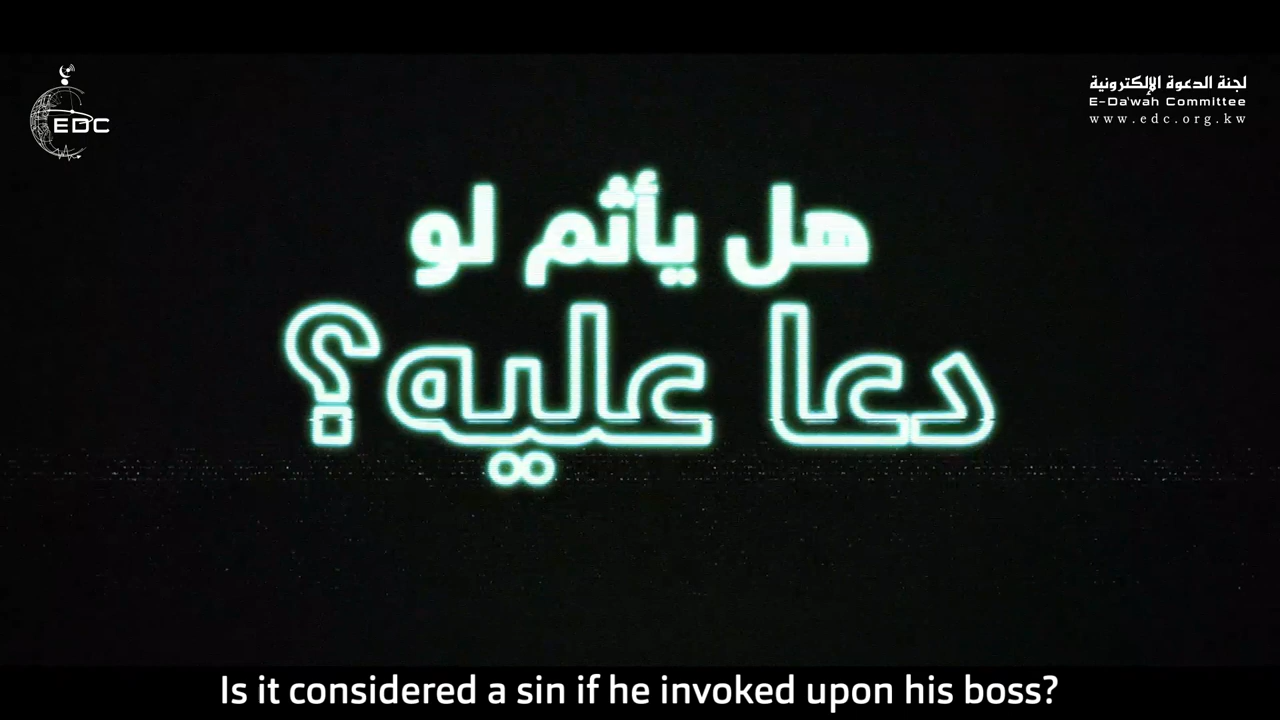 EDC
لجنة الدعوة الإلكترونية
E-Da'wah Committee
www.edc.org.kw
هل يأثم لو
دعا عليه؟
Is it considered a sin if he invoked upon his boss?